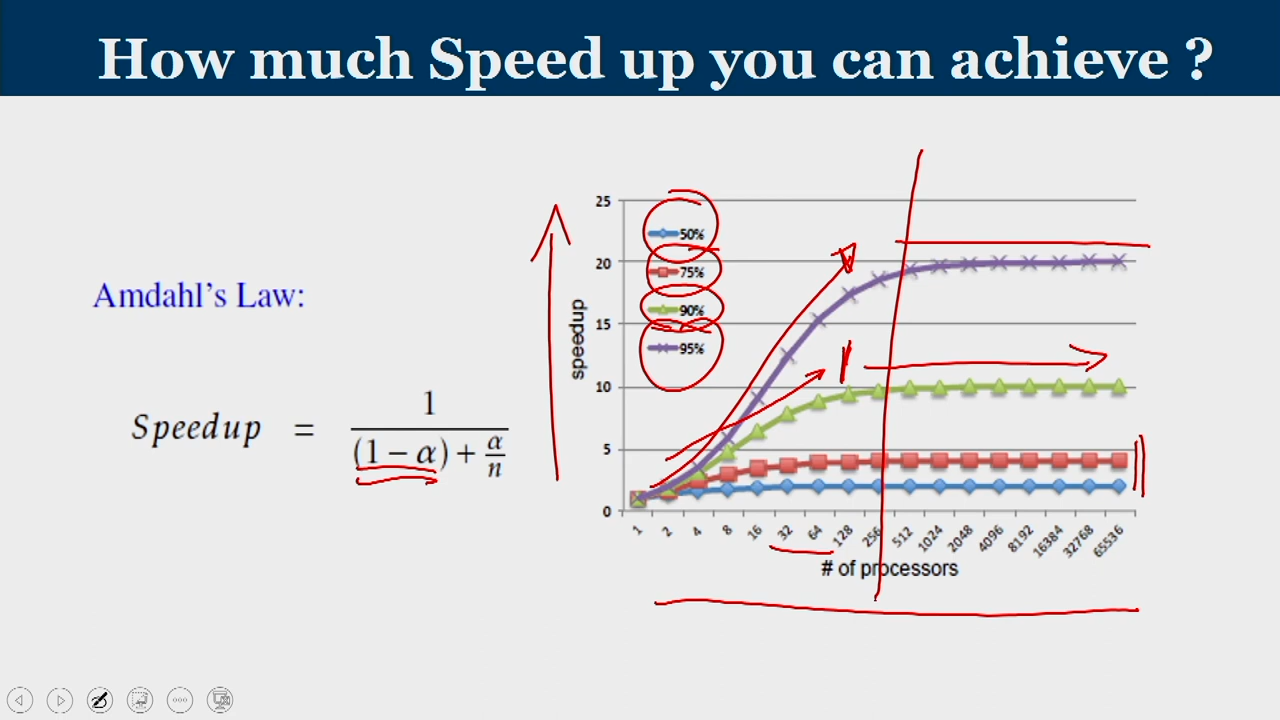 How much Speed up you can achieve ?
Amdahl's Law:
Speedup = 1 / (1 − α) + α/n
25
20
15
10
5
0
speedup
50%
75%
90%
95%
1 2 4 8 16 32 64 128 256 512 1024 2048 4096 8192 16384 32768 65536
# of processors